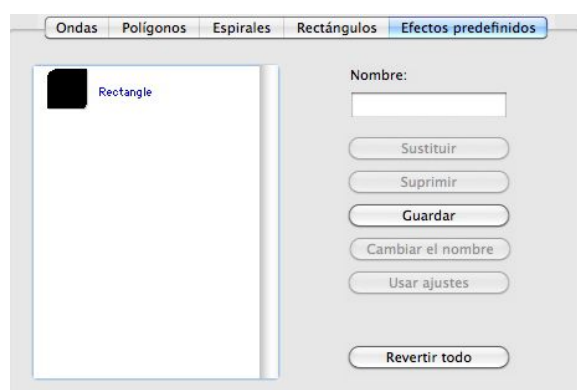 Ondas Polígonos Espirales Rectángulos Efectos predefinidos
Rectangle
Nombre:
Sustituir
Suprimir
Guardar
Cambiar el nombre
Usar ajustes
Revertir todo